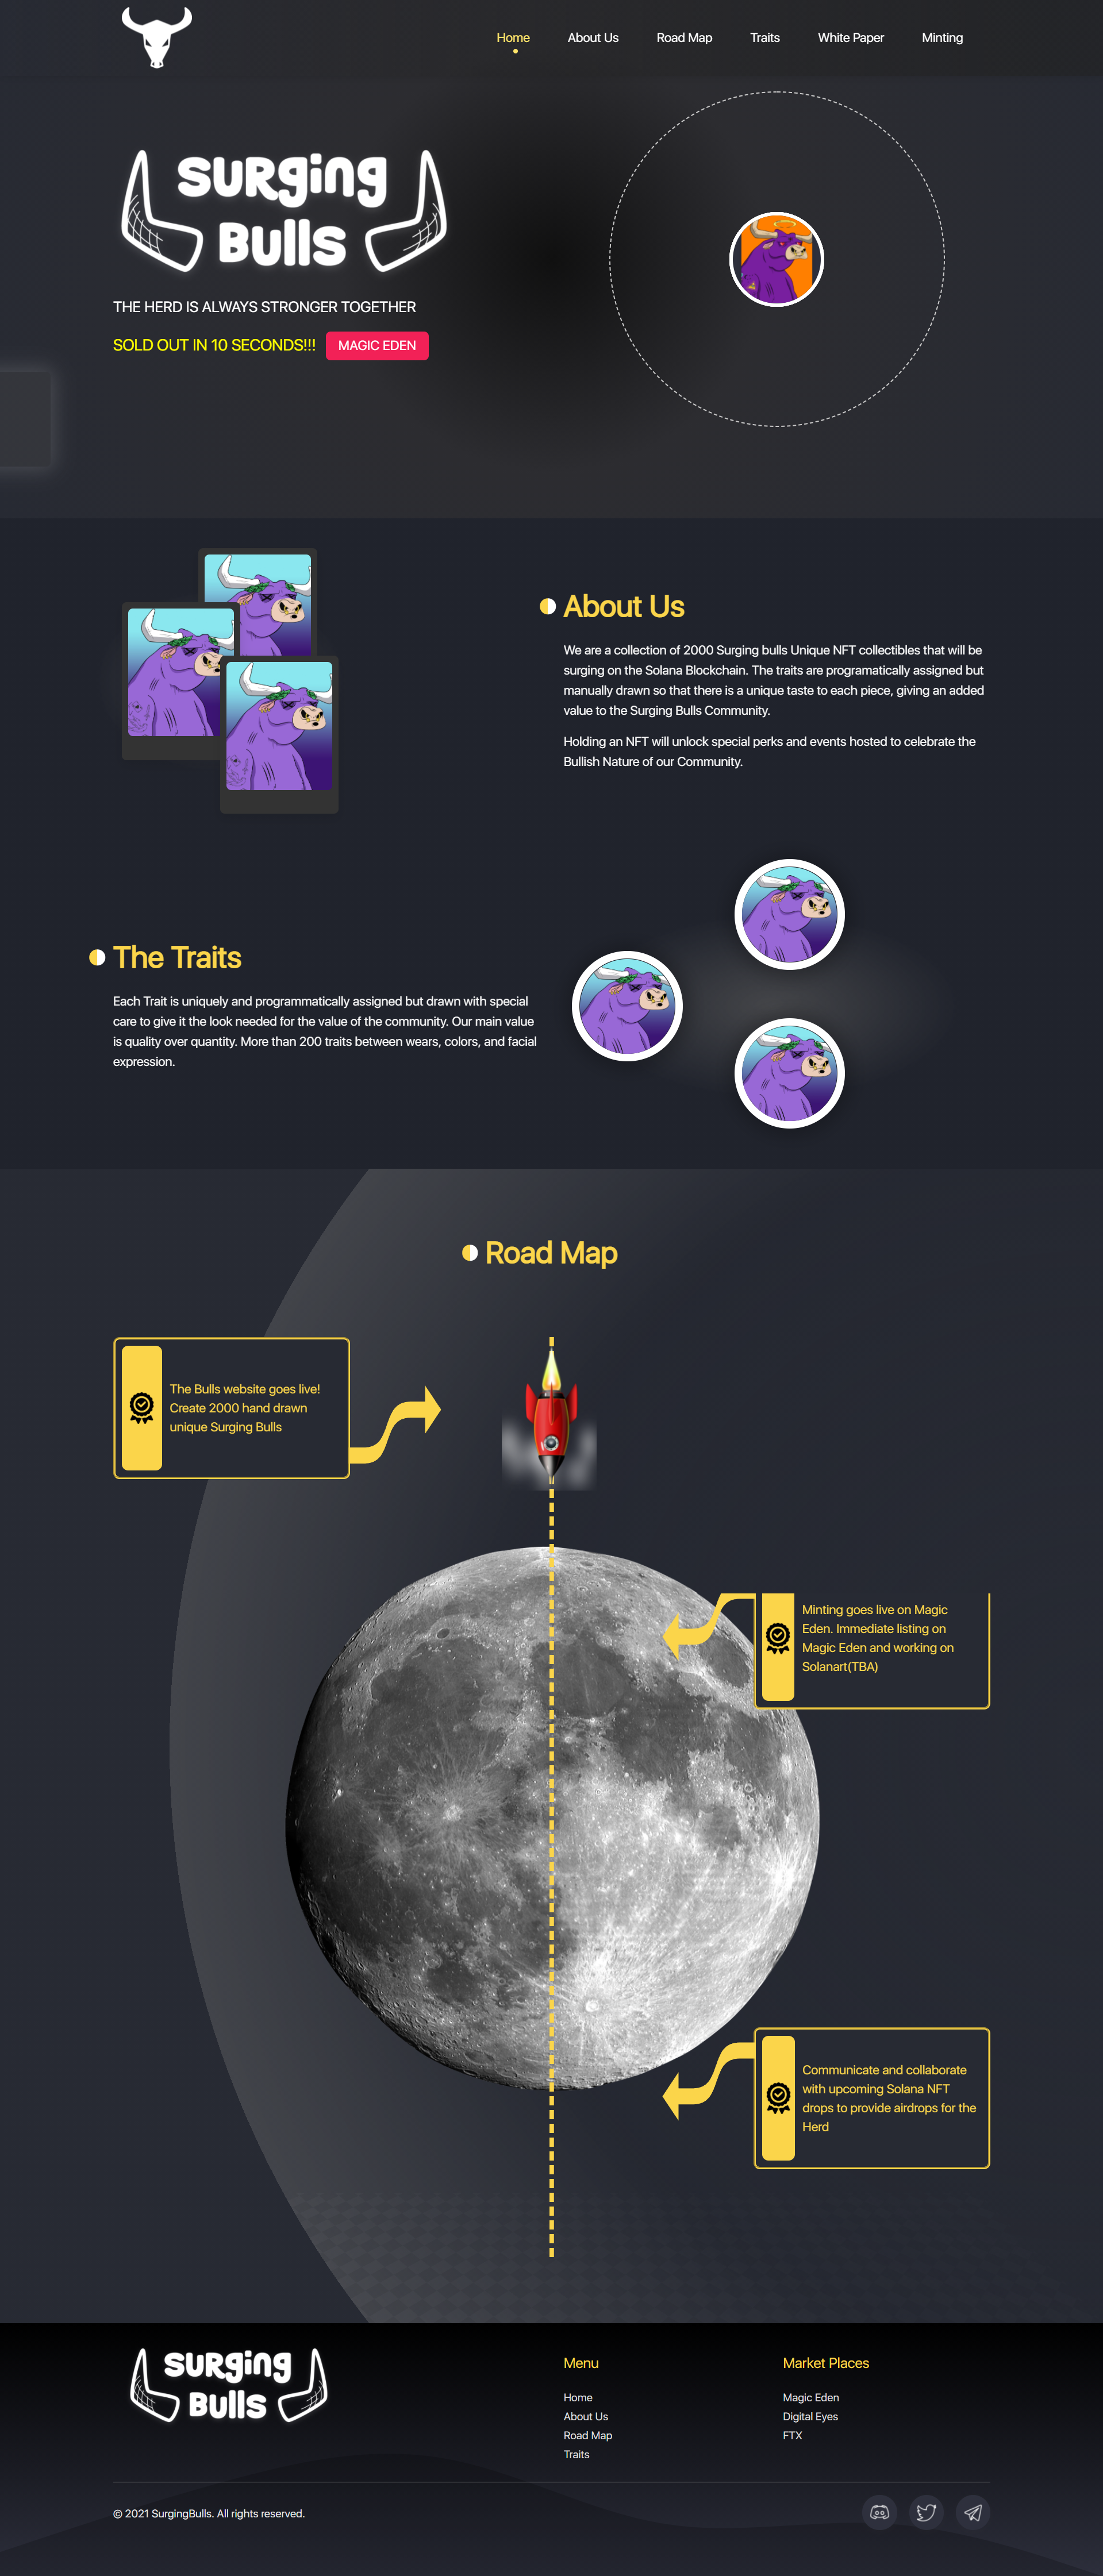 Home About Us Road Map Traits White Paper Minting
Surging
Bulls
THE HERD IS ALWAYS STRONGER TOGETHER
SOLD OUT IN 10 SECONDS!!! MAGIC EDEN
About Us
We are a collection of 2000 Surging bulls Unique NFT collectibles that will be
surging on the Solana Blockchain. The traits are programatically assigned but
manually drawn so that there is a unique taste to each piece, giving an added
value to the Surging Bulls Community.
Holding an NFT will unlock special perks and events hosted to celebrate the
Bullish Nature of our Community.
The Traits
Each Trait is uniquely and programmatically assigned but drawn with special
care to give it the look needed for the value of the community. Our main value
is quality over quantity. More than 200 traits between wears, colors, and facial
expression.
Road Map
The Bulls website goes live!
Create 2000 hand drawn
unique Surging Bulls
Minting goes live on Magic
Eden. Immediate listing on
Magic Eden and working on
Solanart(TBA)
Communicate and collaborate
with upcoming Solana NFT
drops to provide airdrops for the
Herd
Surging
Bulls
Menu
Home
About Us
Road Map
Traits
Market Places
Magic Eden
Digital Eyes
FTX
© 2021 SurgingBulls. All rights reserved.